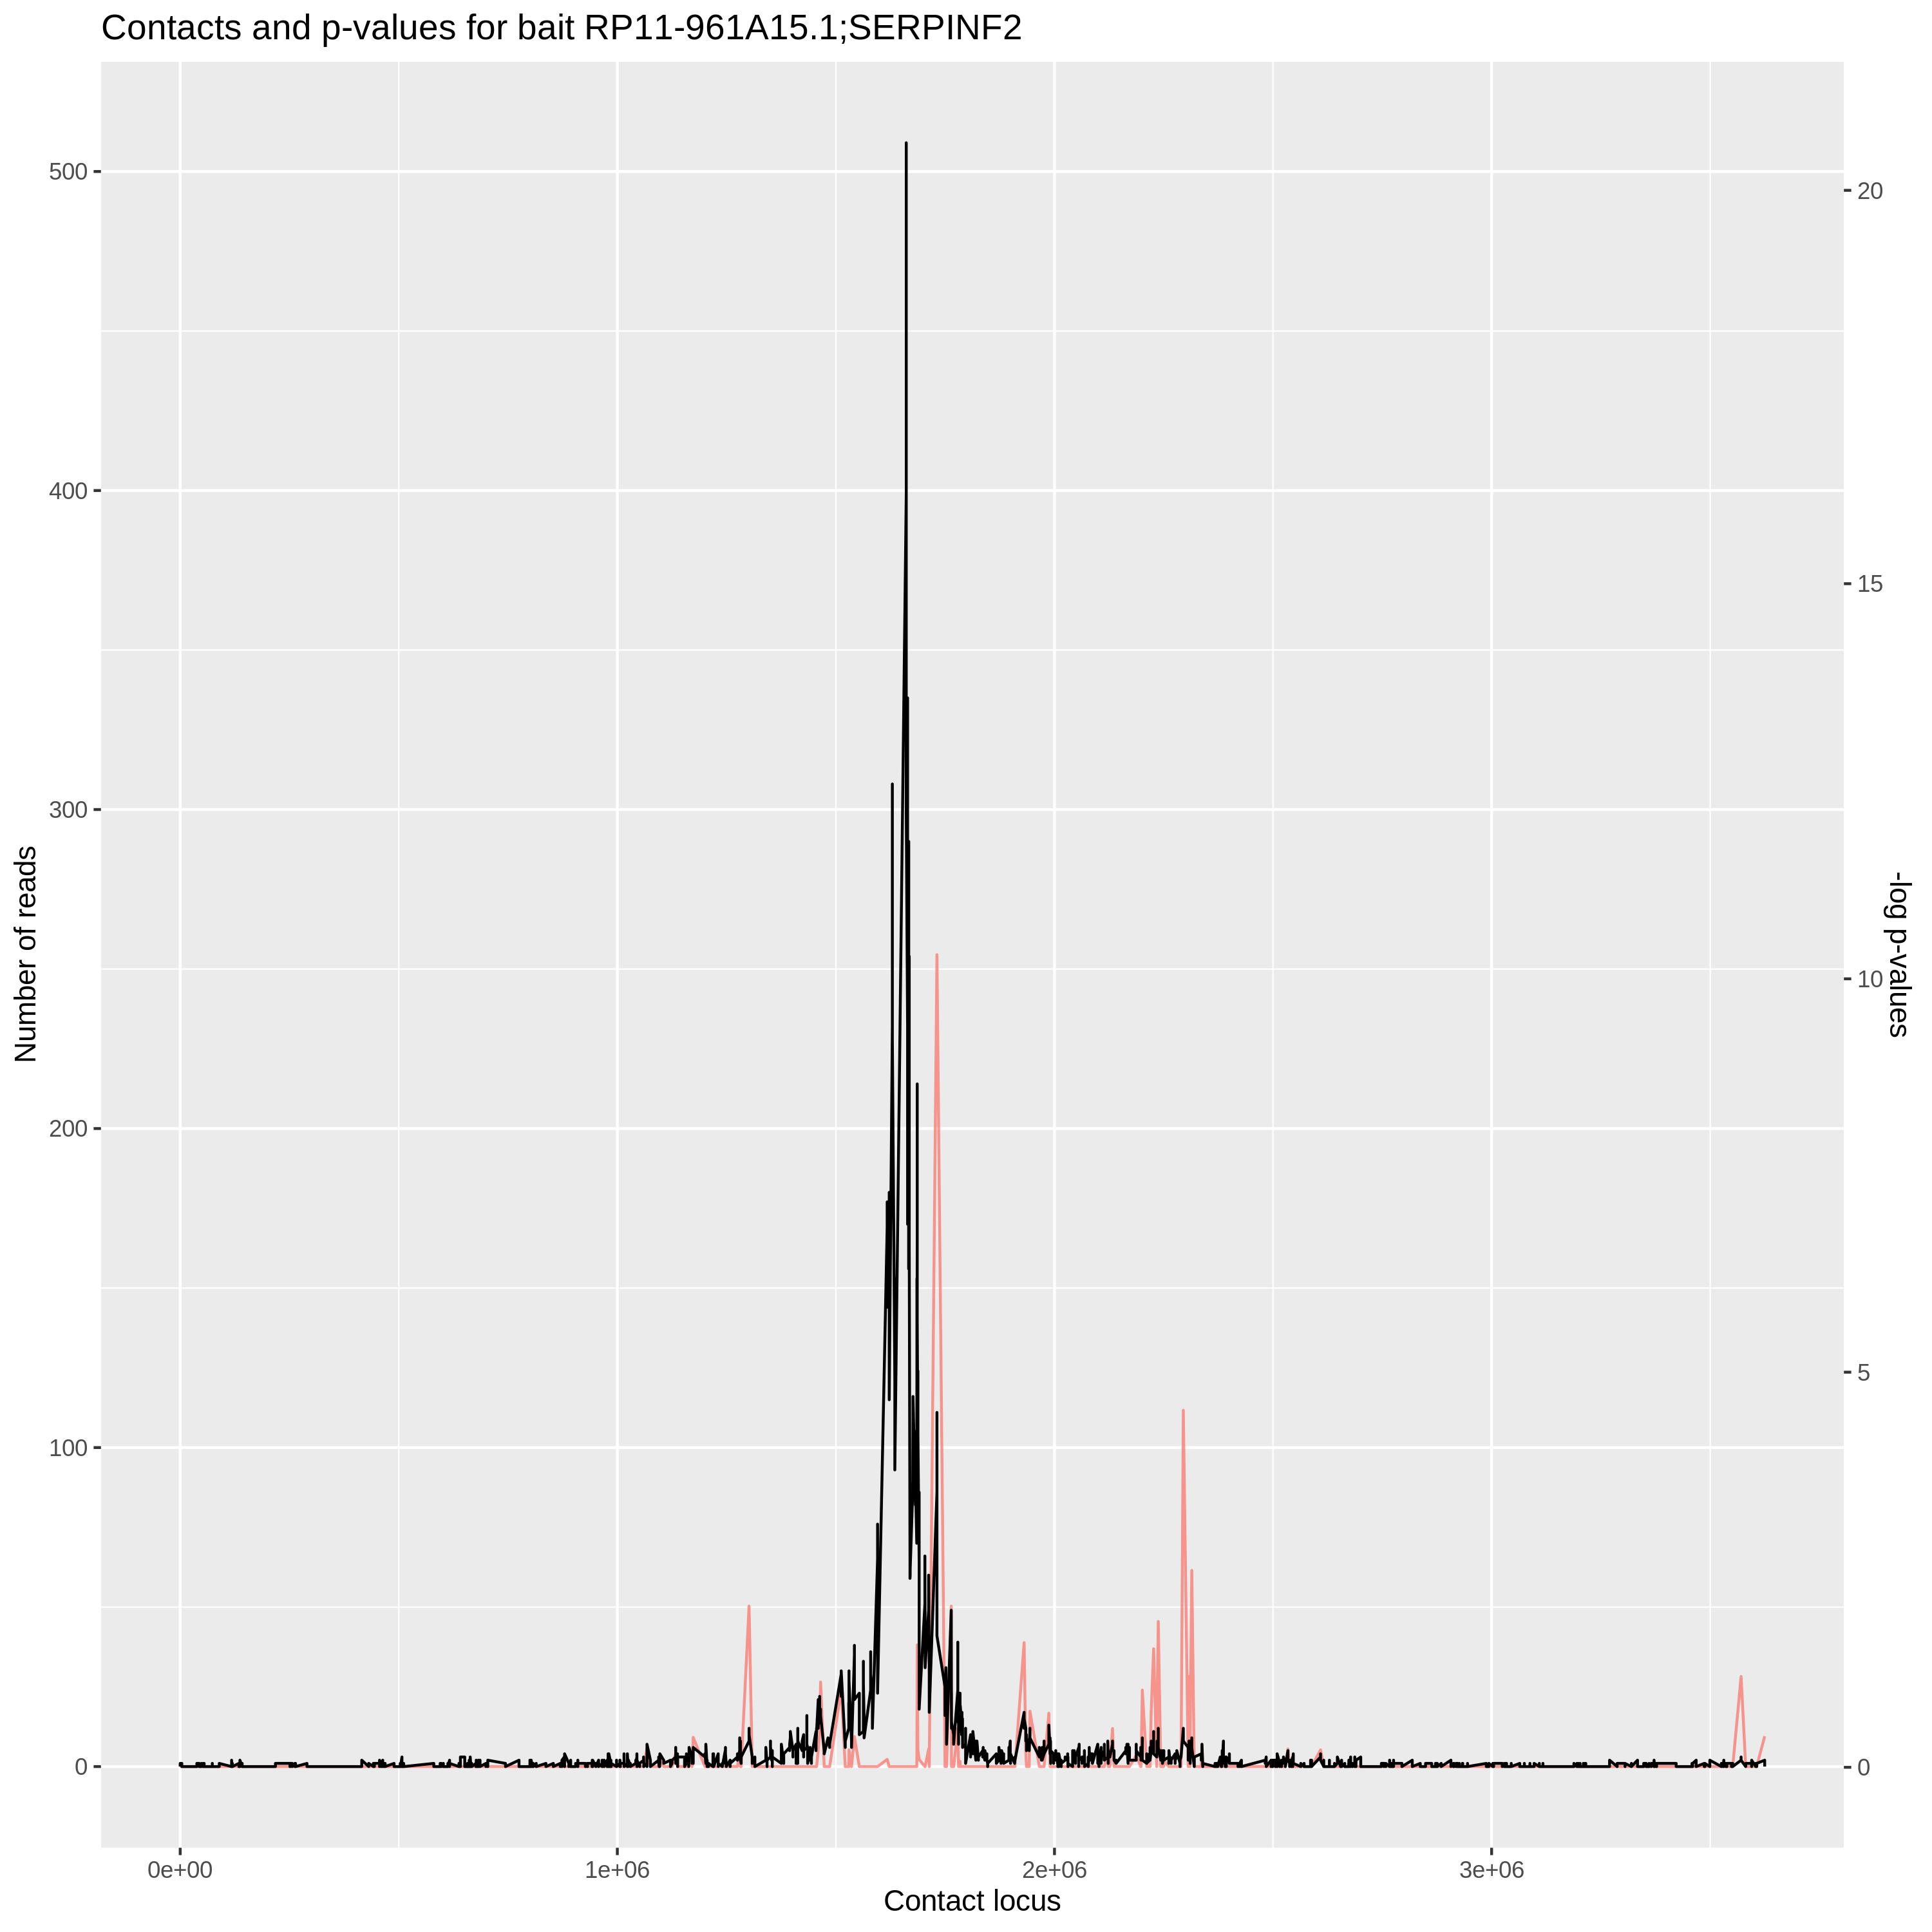 Contacts and p-values for bait RP11-961A15.1;SERPINF2
500
400
300
200
100
0
Number of reads
20
15
10
5
0
-log p-values
0e+00
1e+06
2e+06
3e+06
Contact locus